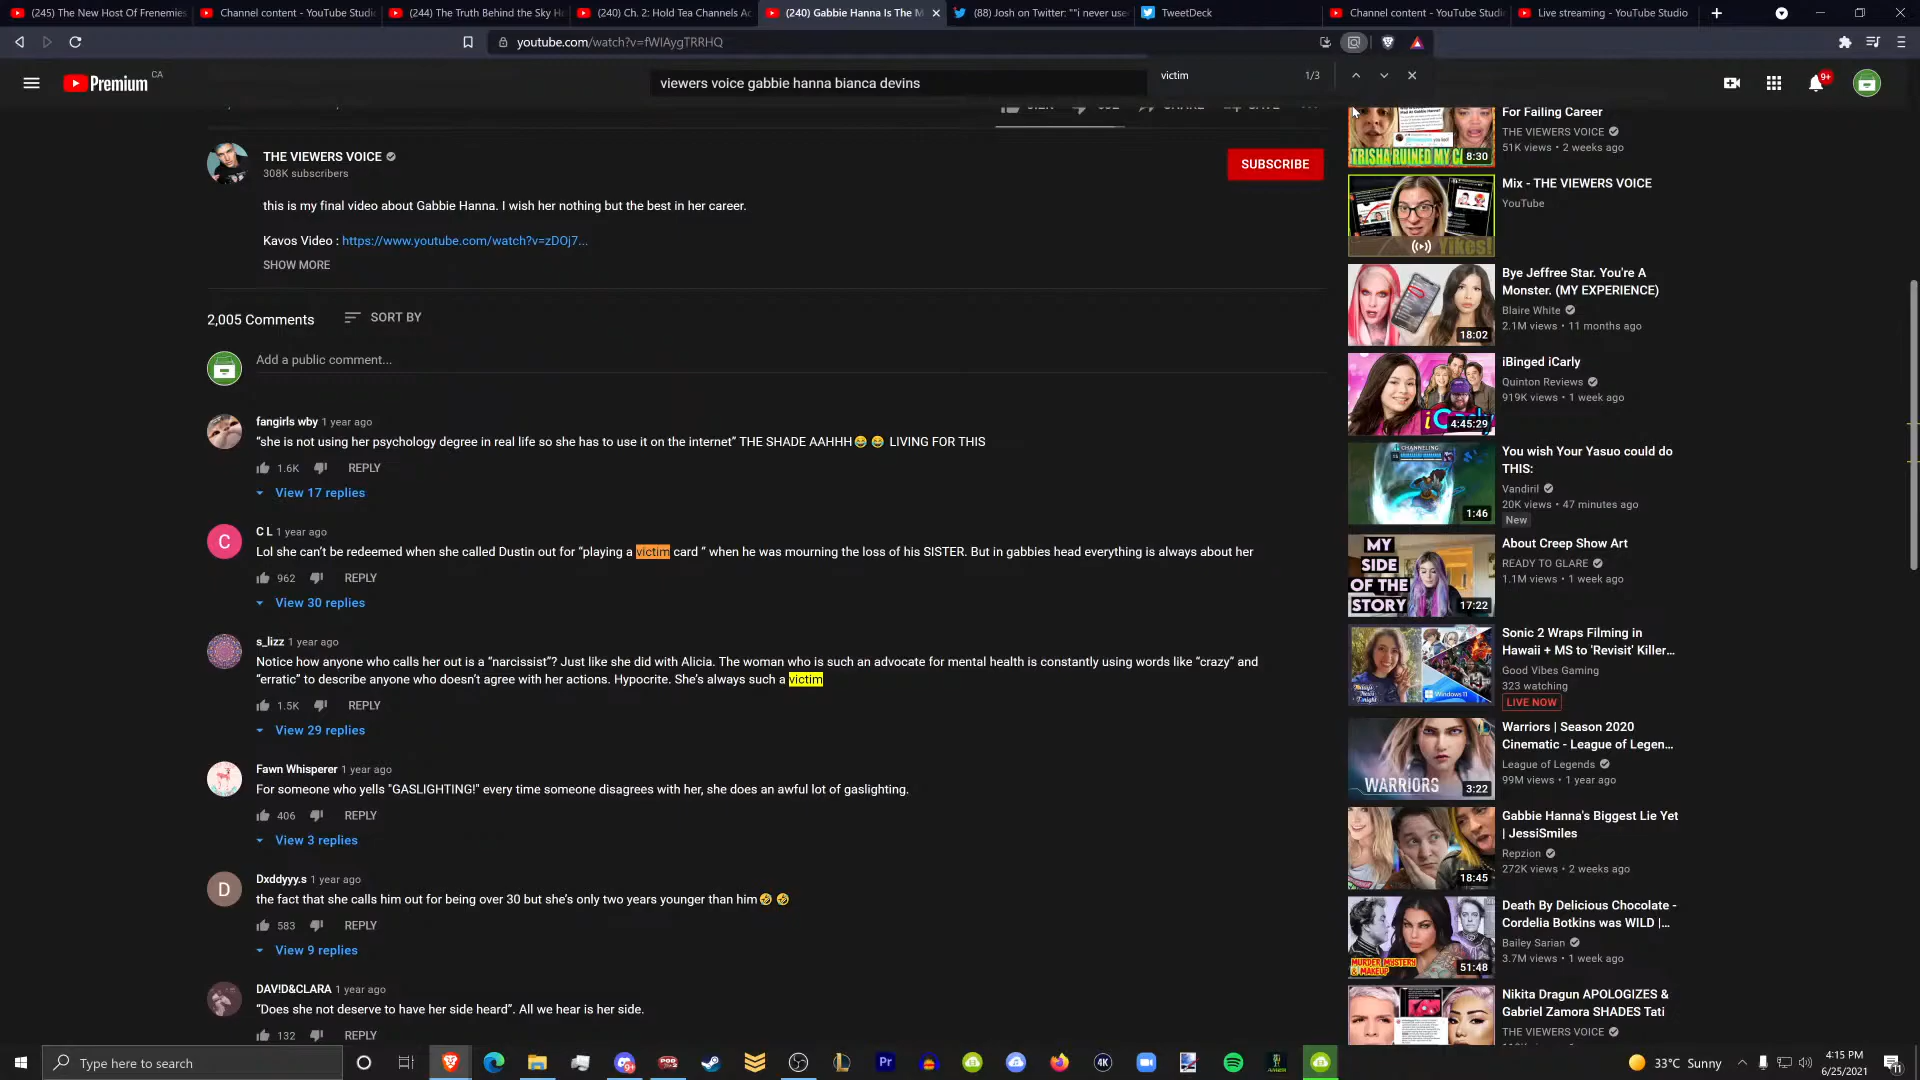 (245) The New Host Of Frenemies
Channel content - YouTube Studi
(244) The Truth Behind the Sky H
(240) Ch. 2: Hold Tea Channels Ac
(240) Gabbie Hanna Is The M
(88) Josh on Twitter: ""i never use
TweetDeck
Channel content - YouTube Studi
Live streaming - YouTube Studio
youtube.com/watch?v=fWlAygTRRHQ
victim
1/3
Premium
CA
viewers voice gabbie hanna bianca devins
9+
SHARE
SAVE
THE VIEWERS VOICE
308K subscribers
SUBSCRIBE
this is my final video about Gabbie Hanna. I wish her nothing but the best in her career.
Kavos Video : https://www.youtube.com/watch?v=zDOj7...
SHOW MORE
2,005 Comments
SORT BY
Add a public comment...
fangirls wby 1 year ago
“she is not using her psychology degree in real life so she has to use it on the internet” THE SHADE AAHHH😂 😂 LIVING FOR THIS
1.6K
REPLY
View 17 replies
C
C L 1 year ago
Lol she can’t be redeemed when she called Dustin out for “playing a victim card “ when he was mourning the loss of his SISTER. But in gabbies head everything is always about her
962
REPLY
View 30 replies
s_lizz 1 year ago
Notice how anyone who calls her out is a “narcissist”? Just like she did with Alicia. The woman who is such an advocate for mental health is constantly using words like “crazy” and
“erratic” to describe anyone who doesn’t agree with her actions. Hypocrite. She’s always such a victim
1.5K
REPLY
View 29 replies
Fawn Whisperer 1 year ago
For someone who yells "GASLIGHTING!" every time someone disagrees with her, she does an awful lot of gaslighting.
406
REPLY
View 3 replies
D
Dxddyyy.s 1 year ago
the fact that she calls him out for being over 30 but she’s only two years younger than him🤣 🤣
583
REPLY
View 9 replies
DAV!D&CLARA 1 year ago
“Does she not deserve to have her side heard”. All we hear is her side.
132
REPLY
TRISHA RUINED MY C
8:30
For Failing Career
THE VIEWERS VOICE
51K views • 2 weeks ago
Yikes!
Mix - THE VIEWERS VOICE
YouTube
18:02
Bye Jeffree Star. You're A
Monster. (MY EXPERIENCE)
Blaire White
2.1M views • 11 months ago
iCarly
4:45:29
iBinged iCarly
Quinton Reviews
919K views • 1 week ago
CHANNELING
1:46
You wish Your Yasuo could do
THIS:
Vandiril
20K views • 47 minutes ago
New
MY
SIDE
OF THE
STORY
17:22
About Creep Show Art
READY TO GLARE
1.1M views • 1 week ago
Windows 11
Sonic 2 Wraps Filming in
Hawaii + MS to 'Revisit' Killer...
Good Vibes Gaming
323 watching
LIVE NOW
WARRIORS
3:22
Warriors | Season 2020
Cinematic - League of Legen...
League of Legends
99M views • 1 year ago
18:45
Gabbie Hanna's Biggest Lie Yet
| JessiSmiles
Repzion
272K views • 2 weeks ago
MURDER MYSTERY
& MAKEUP
51:48
Death By Delicious Chocolate -
Cordelia Botkins was WILD |...
Bailey Sarian
3.7M views • 1 week ago
Nikita Dragun APOLOGIZES &
Gabriel Zamora SHADES Tati
THE VIEWERS VOICE
Type here to search
Pr
4K
33°C Sunny
4:15 PM
6/25/2021
11